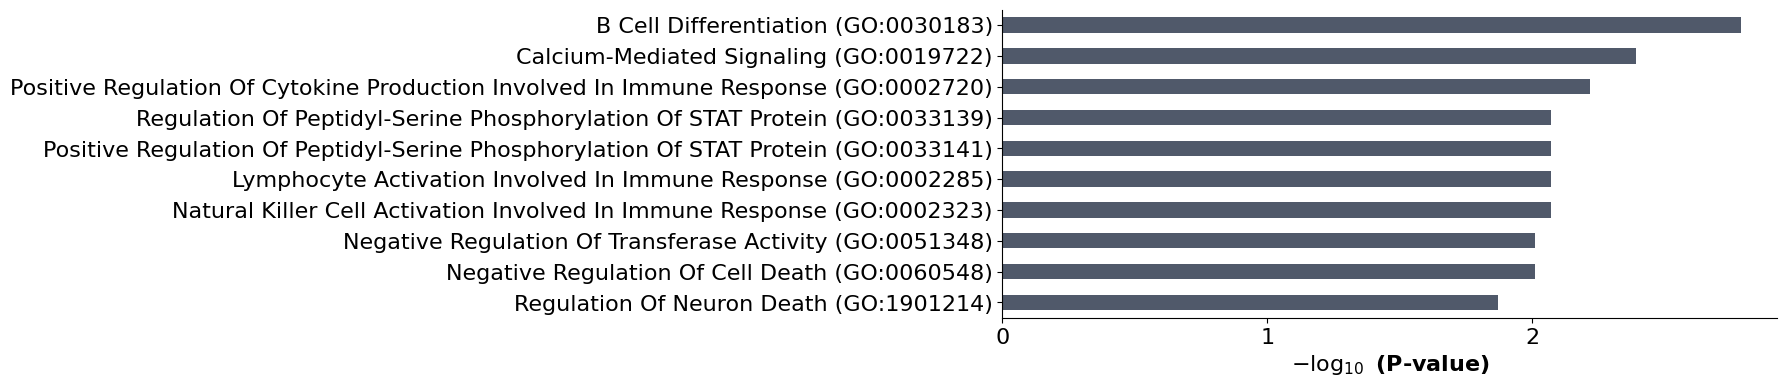 B Cell Differentiation (GO:0030183)
Calcium-Mediated Signaling (GO:0019722)
Positive Regulation Of Cytokine Production Involved In Immune Response (GO:0002720)
Regulation Of Peptidyl-Serine Phosphorylation Of STAT Protein (GO:0033139)
Positive Regulation Of Peptidyl-Serine Phosphorylation Of STAT Protein (GO:0033141)
Lymphocyte Activation Involved In Immune Response (GO:0002285)
Natural Killer Cell Activation Involved In Immune Response (GO:0002323)
Negative Regulation Of Transferase Activity (GO:0051348)
Negative Regulation Of Cell Death (GO:0060548)
Regulation Of Neuron Death (GO:1901214)
0 1 2
−log₁₀ (P-value)